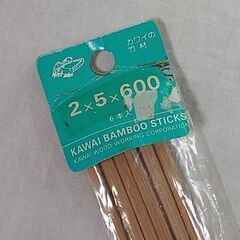 カワイの
竹材
2×5×600
6本入
KAWAI BAMBOO STICKS
KAWAI WOOD WORKING CORPORATION